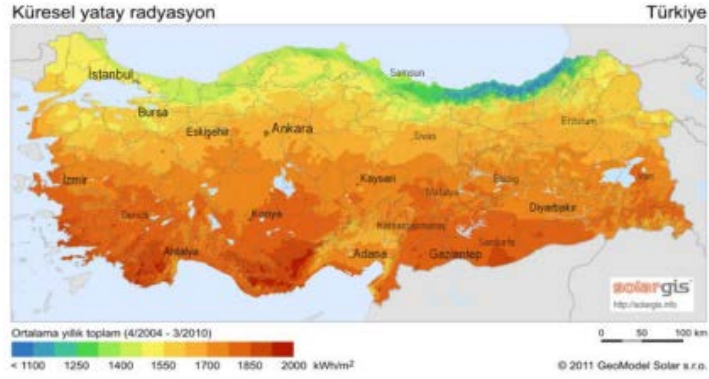 Küresel yatay radyasyon
Türkiye
İstanbul
Samsun
Bursa
Eskişehir
Ankara
Sivas
Erzurum
İzmir
Kayseri
Malatya
Elazığ
Van
Denizli
Konya
Diyarbakır
Kahramanmaraş
Antalya
Adana
Gaziantep
Şanlıurfa
solargis
http://solargis.info
Ortalama yıllık toplam (4/2004 - 3/2010)
0 50 100 km
< 1100 1250 1400 1550 1700 1850 2000 kWh/m²
© 2011 GeoModel Solar s.r.o.